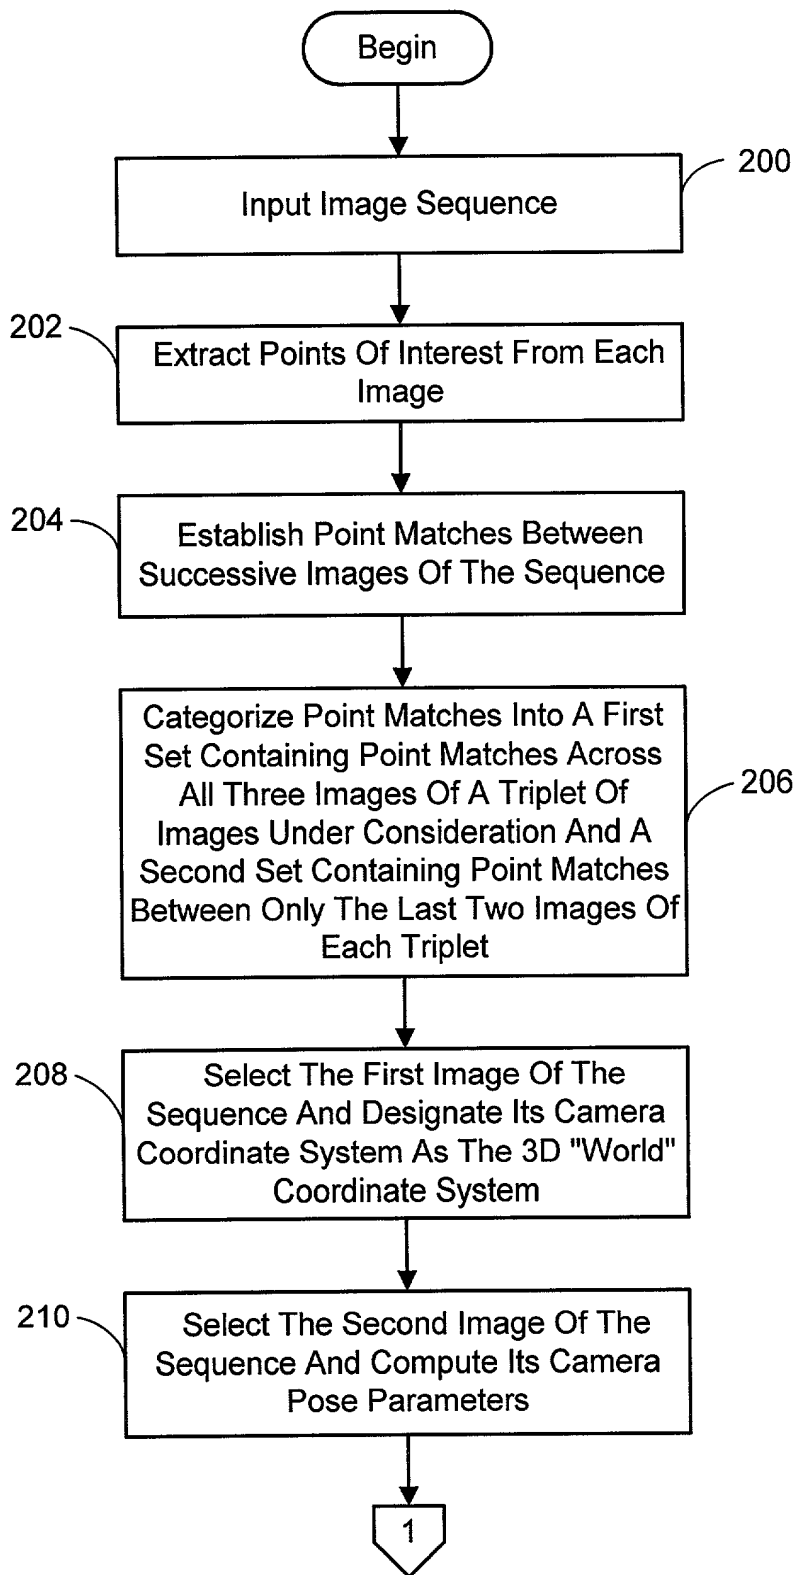 Begin
200
Input Image Sequence
202
Extract Points Of Interest From Each
Image
204
Establish Point Matches Between
Successive Images Of The Sequence
Categorize Point Matches Into A First
Set Containing Point Matches Across
All Three Images Of A Triplet Of
Images Under Consideration And A
Second Set Containing Point Matches
Between Only The Last Two Images Of
Each Triplet
206
208
Select The First Image Of The
Sequence And Designate Its Camera
Coordinate System As The 3D "World"
Coordinate System
210
Select The Second Image Of The
Sequence And Compute Its Camera
Pose Parameters
1